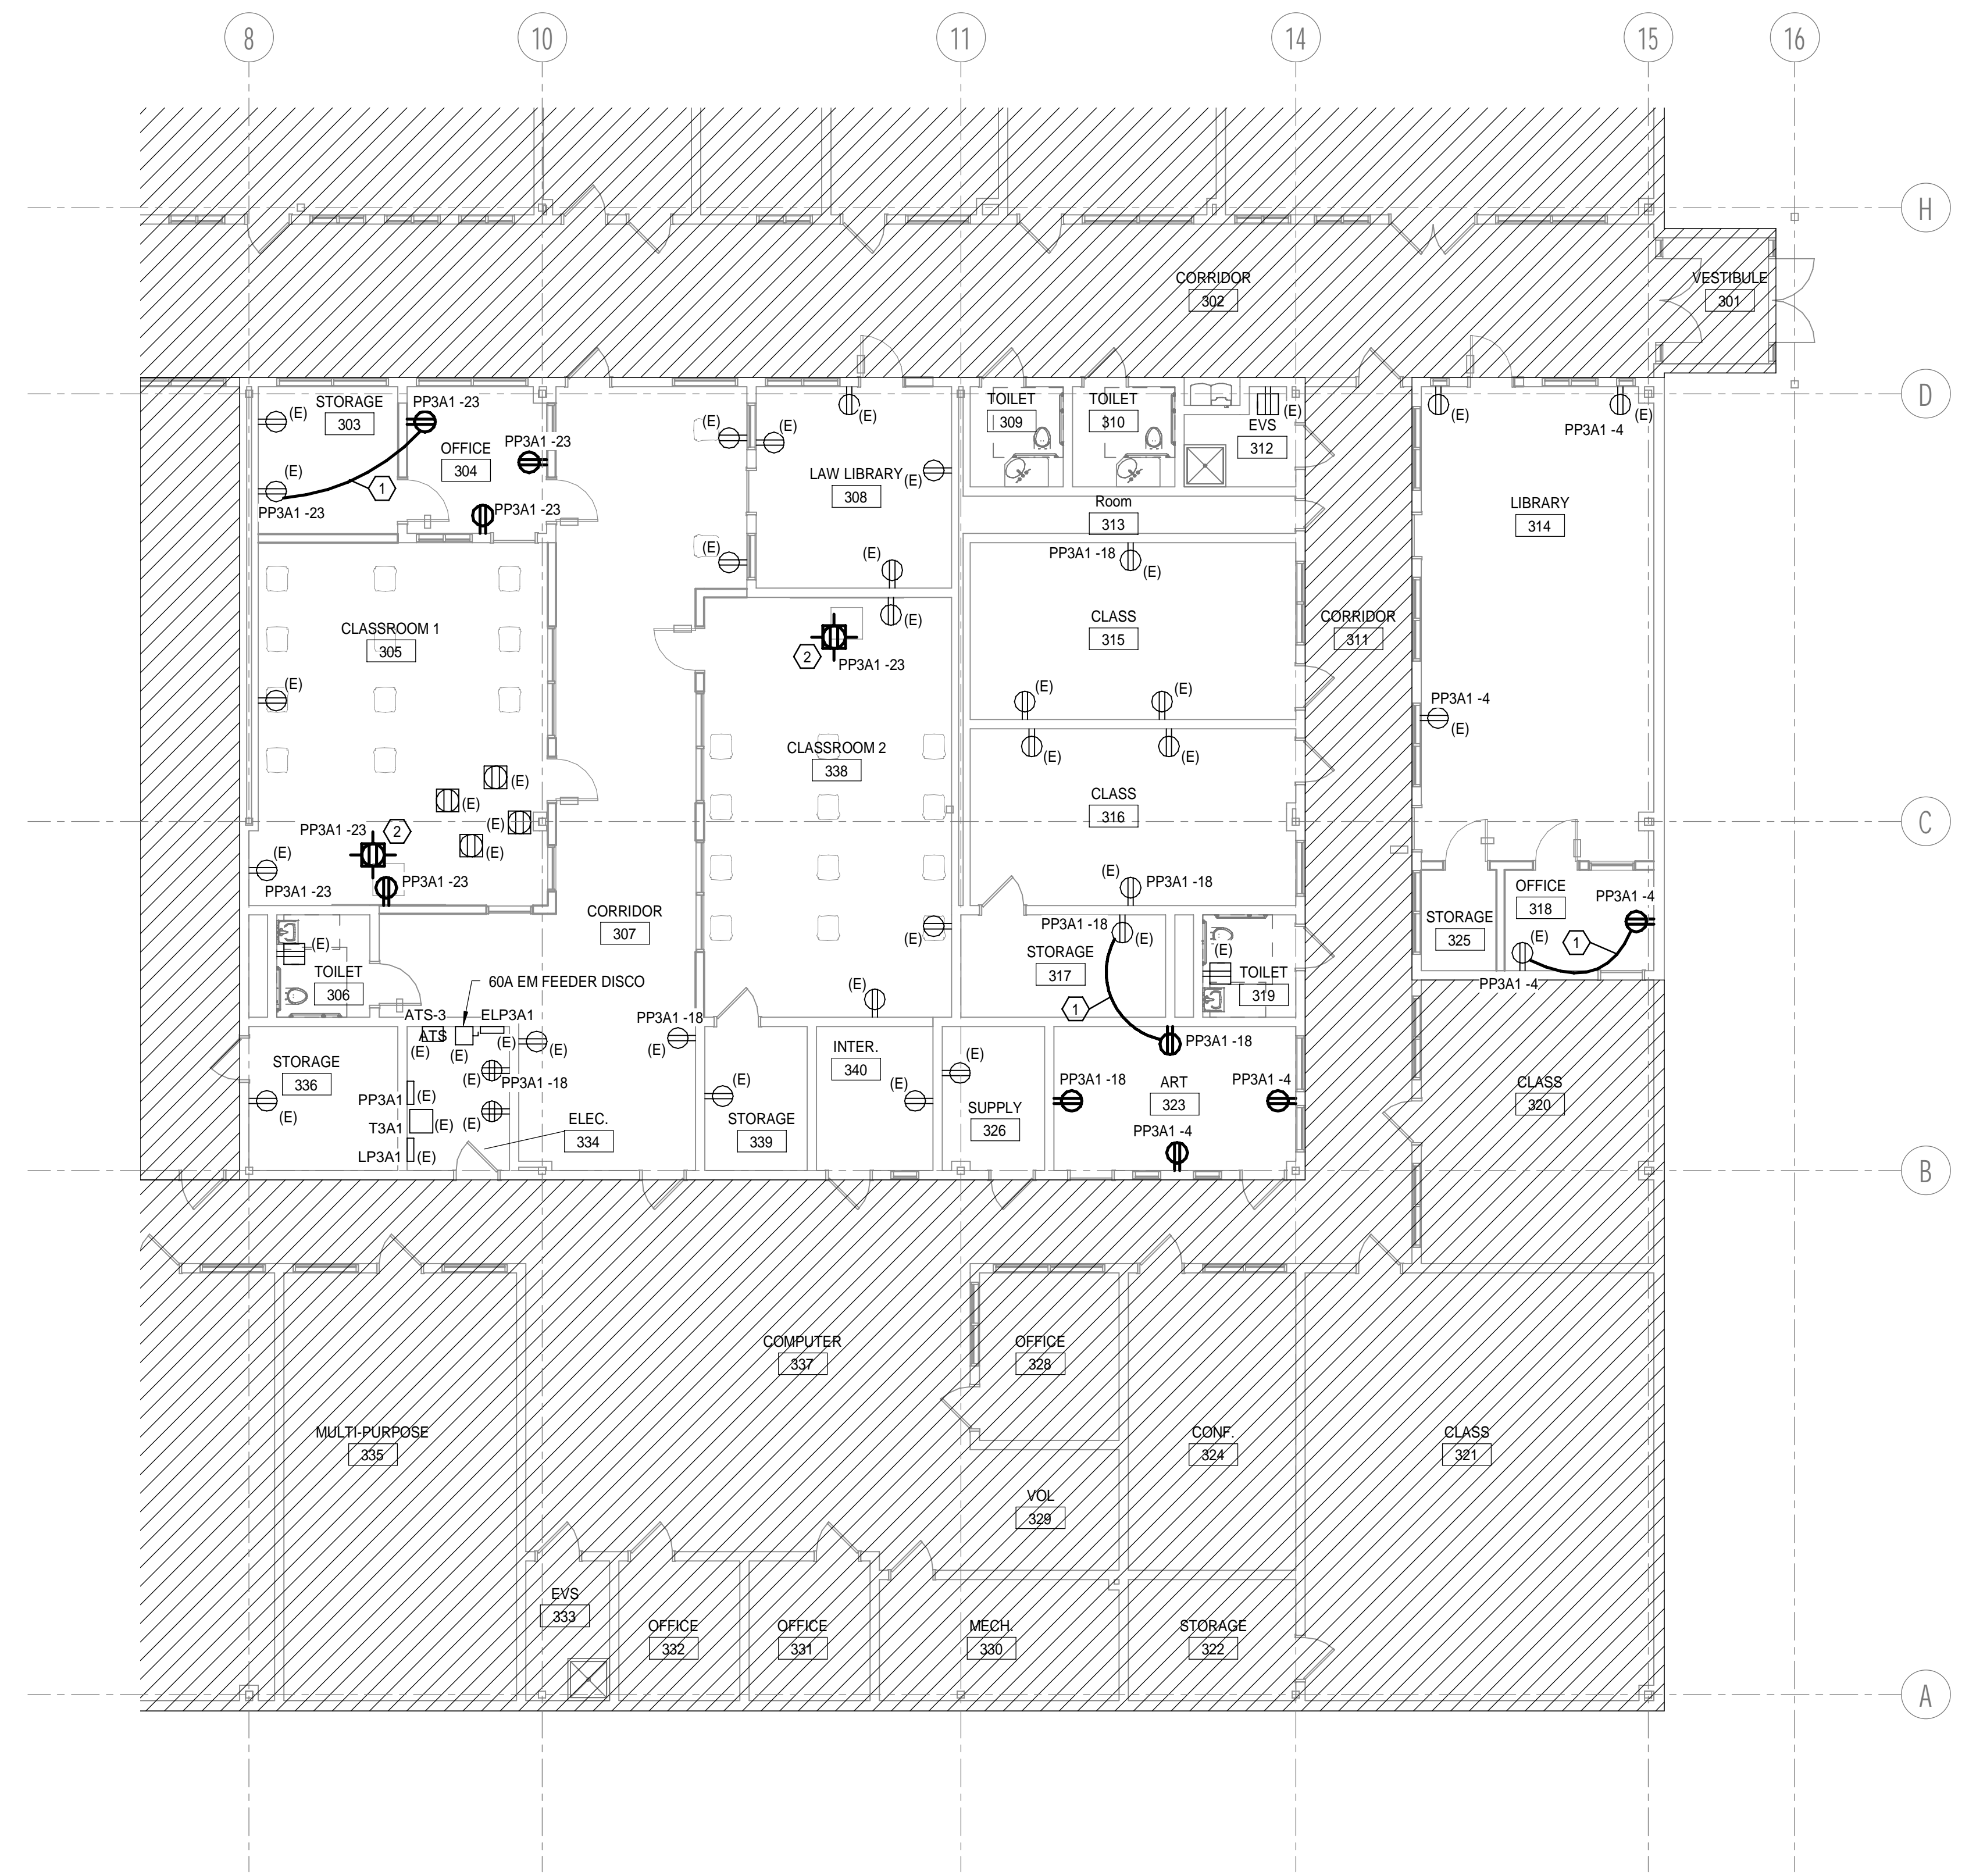 8
10
11
14
15
16
H
CORRIDOR
302
VESTIBULE
301
D
STORAGE
303
(E)
PP3A1 -23
OFFICE
304
PP3A1 -23
PP3A1 -23
(E)
1
PP3A1 -23
(E)
(E)
(E)
LAW LIBRARY
308
(E)
(E)
(E)
TOILET
309
TOILET
310
EVS
312
(E)
Room
313
(E)
(E)
PP3A1 -4
LIBRARY
314
PP3A1 -18
(E)
CLASSROOM 1
305
(E)
(E)
2
PP3A1 -23
CLASS
315
(E)
(E)
CORRIDOR
311
PP3A1 -4
(E)
CLASSROOM 2
338
(E)
(E)
(E)
(E)
(E)
(E)
CLASS
316
C
PP3A1 -23
2
(E)
PP3A1 -23
PP3A1 -23
(E)
PP3A1 -18
CORRIDOR
307
(E)
PP3A1 -18
(E)
STORAGE
317
1
(E)
TOILET
319
STORAGE
325
OFFICE
318
PP3A1 -4
(E)
1
PP3A1 -4
(E)
TOILET
306
60A EM FEEDER DISCO
ATS-3
ATS
(E)
(E)
ELP3A1
(E)
(E)
PP3A1 -18
(E)
(E)
STORAGE
336
(E)
PP3A1
(E)
T3A1
(E)
LP3A1
(E)
(E)
PP3A1 -18
(E)
ELEC.
334
(E)
STORAGE
339
INTER.
340
(E)
(E)
SUPPLY
326
PP3A1 -18
PP3A1 -18
ART
323
PP3A1 -4
PP3A1 -4
CLASS
320
B
COMPUTER
337
OFFICE
328
MULTI-PURPOSE
335
CONF.
324
CLASS
321
VOL
329
EVS
333
OFFICE
332
OFFICE
331
MECH.
330
STORAGE
322
A